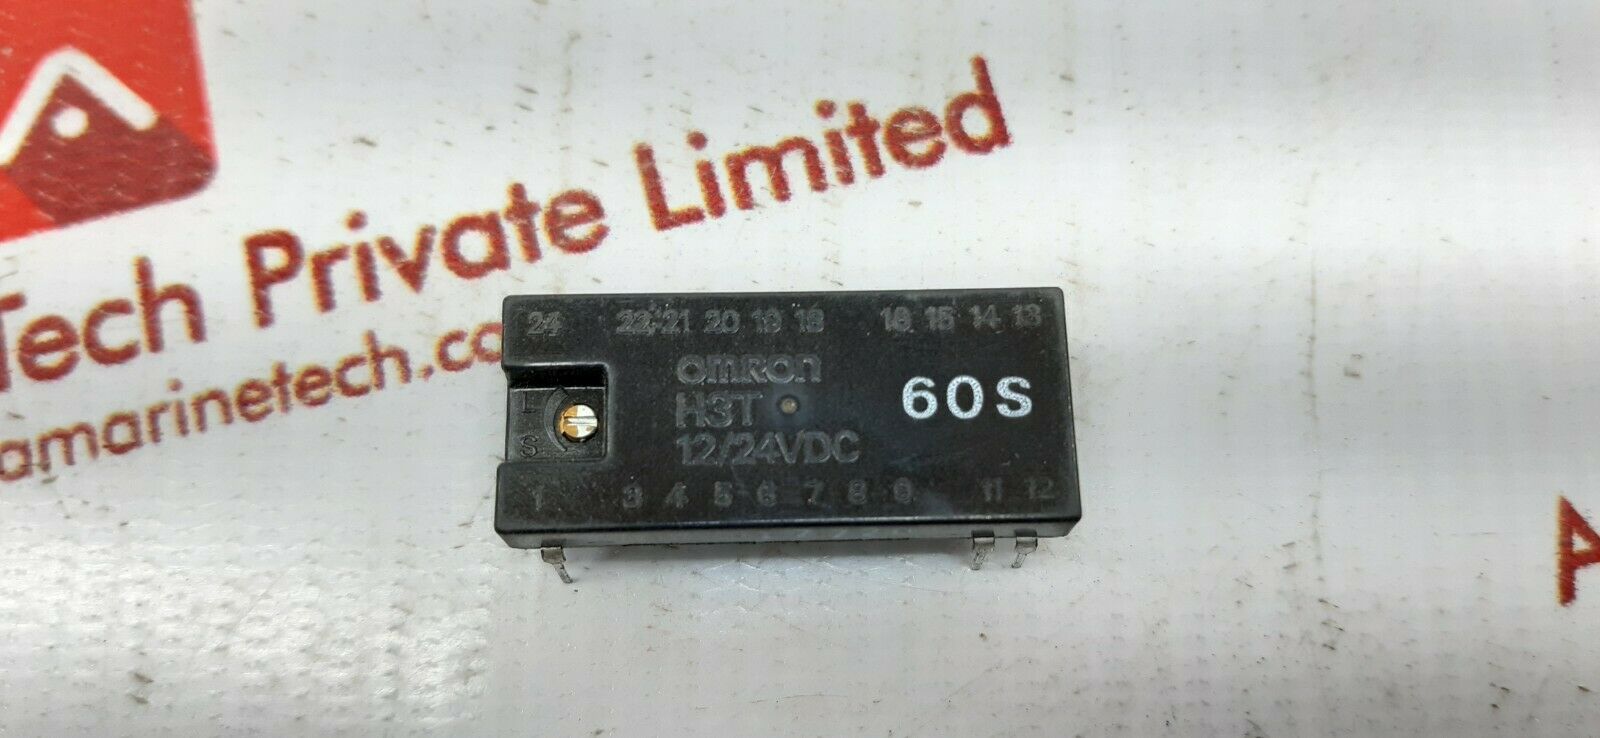 Tech Private Limited
amarinetech.co
24 22 21 20 19 18 16 15 14 13
omron
H3T
12/24VDC
60S
L
S
1 3 4 5 6 7 8 9 11 12
A